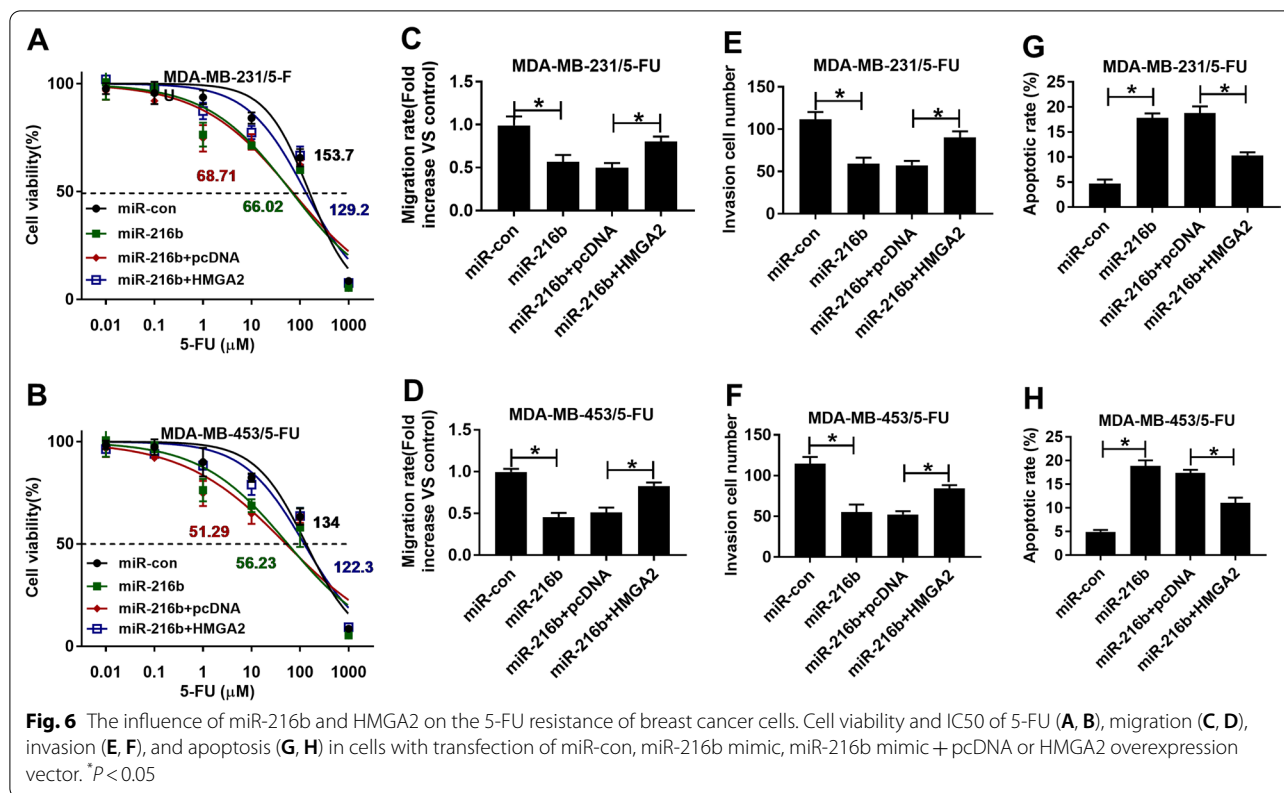 A
MDA-MB-231/5-F
U
Cell viability(%)
100
50
0
153.7
68.71
66.02
129.2
miR-con
miR-216b
miR-216b+pcDNA
miR-216b+HMGA2
0.01 0.1 1 10 100 1000
5-FU (μM)
C
MDA-MB-231/5-FU
Migration rate(Fold
increase VS control)
1.5
1.0
0.5
0.0
*
*
miR-con
miR-216b
miR-216b+pcDNA
miR-216b+HMGA2
E
MDA-MB-231/5-FU
Invasion cell number
150
100
50
0
*
*
miR-con
miR-216b
miR-216b+pcDNA
miR-216b+HMGA2
G
MDA-MB-231/5-FU
Apoptotic rate (%)
25
20
15
10
5
0
*
*
miR-con
miR-216b
miR-216b+pcDNA
miR-216b+HMGA2
B
MDA-MB-453/5-FU
Cell viability(%)
100
50
0
134
51.29
56.23
122.3
miR-con
miR-216b
miR-216b+pcDNA
miR-216b+HMGA2
0.01 0.1 1 10 100 1000
5-FU (μM)
D
MDA-MB-453/5-FU
Migration rate(Fold
increase VS control)
1.5
1.0
0.5
0.0
*
*
miR-con
miR-216b
miR-216b+pcDNA
miR-216b+HMGA2
F
MDA-MB-453/5-FU
Invasion cell number
150
100
50
0
*
*
miR-con
miR-216b
miR-216b+pcDNA
miR-216b+HMGA2
H
MDA-MB-453/5-FU
Apoptotic rate (%)
25
20
15
10
5
0
*
*
miR-con
miR-216b
miR-216b+pcDNA
miR-216b+HMGA2
Fig. 6 The influence of miR-216b and HMGA2 on the 5-FU resistance of breast cancer cells. Cell viability and IC50 of 5-FU (A, B), migration (C, D),
invasion (E, F), and apoptosis (G, H) in cells with transfection of miR-con, miR-216b mimic, miR-216b mimic + pcDNA or HMGA2 overexpression
vector. *P < 0.05